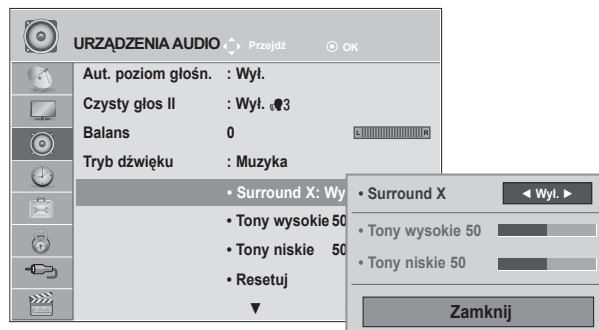 URZĄDZENIA AUDIO Przejdź OK
Aut. poziom głośn. : Wył.
Czysty głos II : Wył. 3
Balans 0 L R
Tryb dźwięku : Muzyka
• Surround X: Wy
• Tony wysokie 50
• Tony niskie 50
• Resetuj
• Surround X ◄ Wył. ►
• Tony wysokie 50
• Tony niskie 50
Zamknij